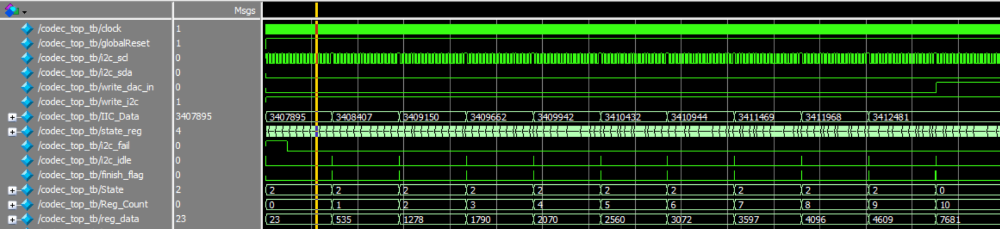 Msgs
/codec_top_tb/clock 1
/codec_top_tb/globalReset 1
/codec_top_tb/i2c_scl 0
/codec_top_tb/i2c_sda 0
/codec_top_tb/write_dac_in 0
/codec_top_tb/write_i2c 1
/codec_top_tb/IIC_Data 3407895 3407895 3408407 3409150 3409662 3409942 3410432 3410944 3411469 3411968 3412481
/codec_top_tb/state_reg 4
/codec_top_tb/i2c_fail 0
/codec_top_tb/i2c_idle 0
/codec_top_tb/finish_flag 0
/codec_top_tb/State 2 2 2 2 2 2 2 2 2 2 2 0
/codec_top_tb/Reg_Count 0 0 1 2 3 4 5 6 7 8 9 10
/codec_top_tb/reg_data 23 23 535 1278 1790 2070 2560 3072 3597 4096 4609 7681